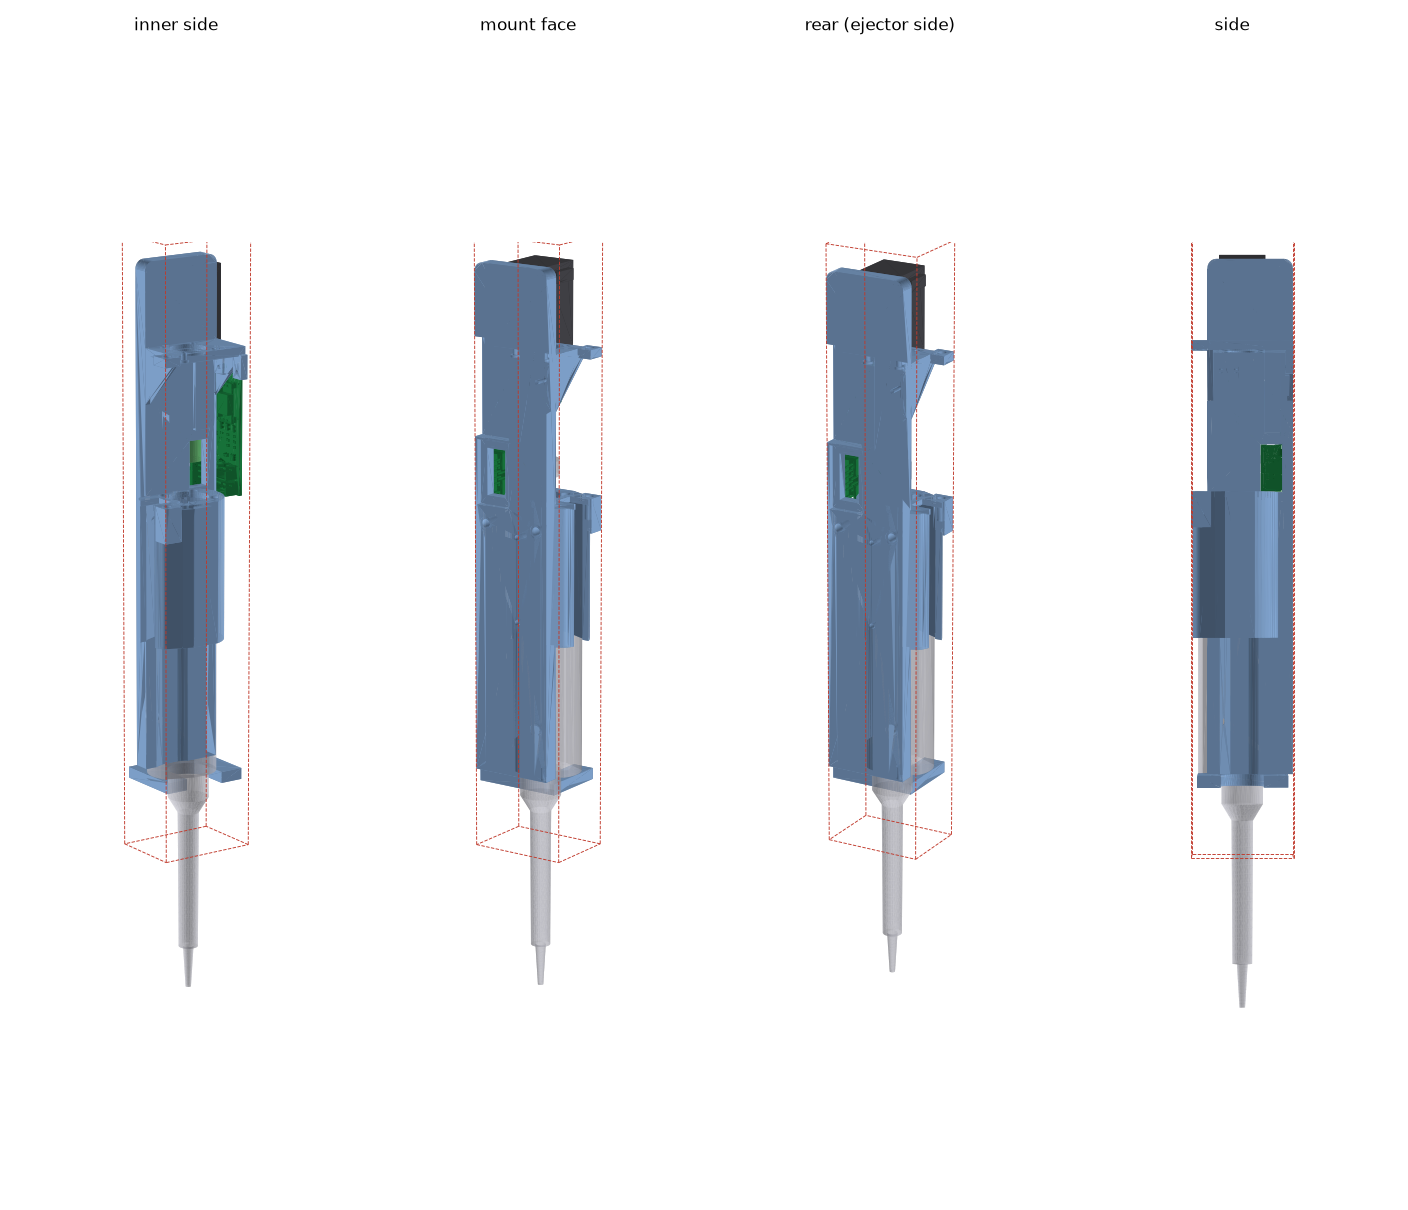 inner side
mount face
rear (ejector side)
side